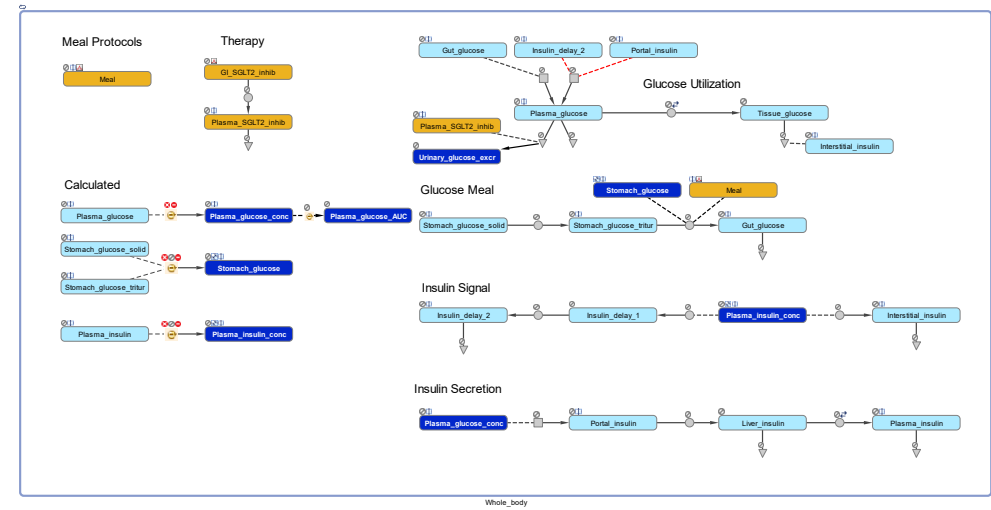 Meal Protocols
Meal
Therapy
GI_SGLT2_inhib
Plasma_SGLT2_inhib
Gut_glucose
Insulin_delay_2
Portal_insulin
Glucose Utilization
Plasma_glucose
Tissue_glucose
Plasma_SGLT2_inhib
Interstitial_insulin
Urinary_glucose_excr
Calculated
Plasma_glucose
Plasma_glucose_conc
Plasma_glucose_AUC
Stomach_glucose_solid
Stomach_glucose
Stomach_glucose_tritur
Plasma_insulin
Plasma_insulin_conc
Glucose Meal
Stomach_glucose
Meal
Stomach_glucose_solid
Stomach_glucose_tritur
Gut_glucose
Insulin Signal
Insulin_delay_2
Insulin_delay_1
Plasma_insulin_conc
Interstitial_insulin
Insulin Secretion
Plasma_glucose_conc
Portal_insulin
Liver_insulin
Plasma_insulin
Whole_body